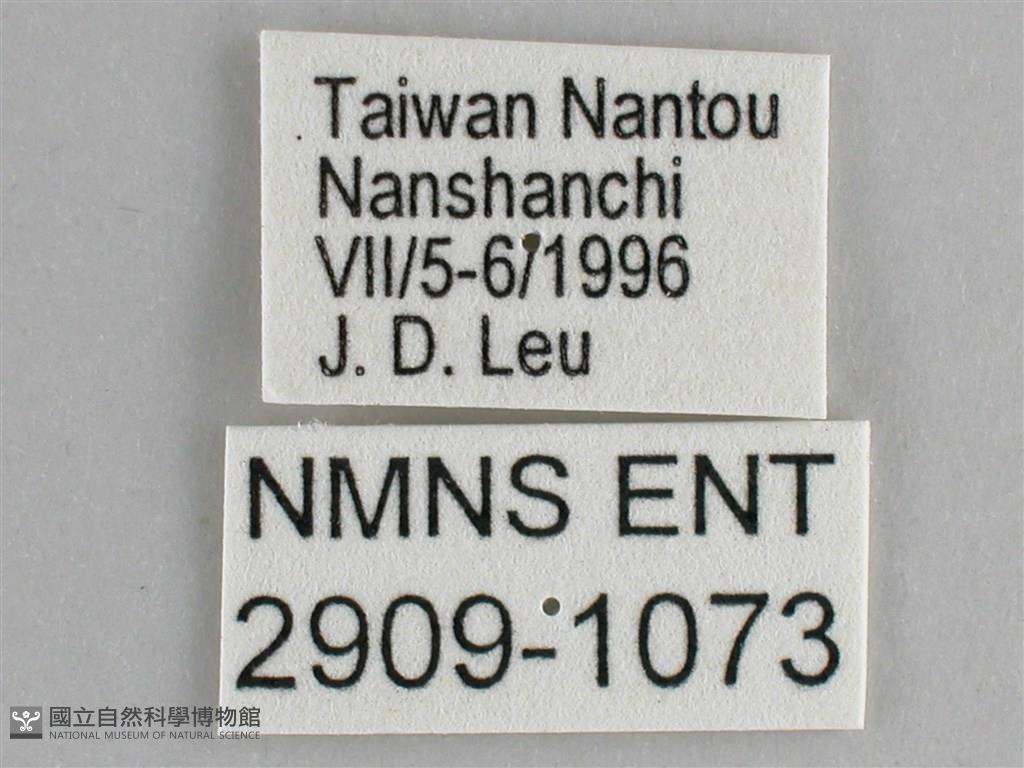 Taiwan Nantou
Nanshanchi
VII/5-6/1996
J. D. Leu
NMNS ENT
2909-1073
國立自然科學博物館
NATIONAL MUSEUM OF NATURAL SCIENCE